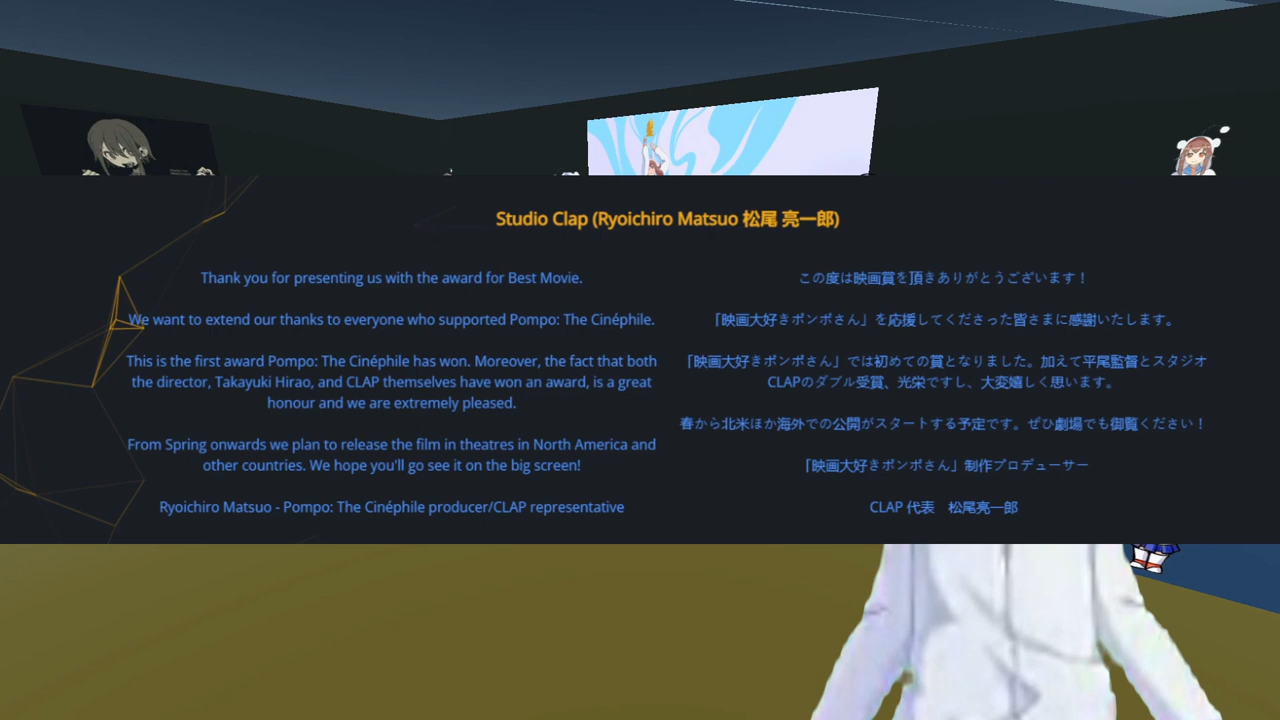 Studio Clap (Ryoichiro Matsuo 松尾 亮一郎)
Thank you for presenting us with the award for Best Movie.
We want to extend our thanks to everyone who supported Pompo: The Cinéphile.
This is the first award Pompo: The Cinéphile has won. Moreover, the fact that both
the director, Takayuki Hirao, and CLAP themselves have won an award, is a great
honour and we are extremely pleased.
From Spring onwards we plan to release the film in theatres in North America and
other countries. We hope you'll go see it on the big screen!
Ryoichiro Matsuo - Pompo: The Cinéphile producer/CLAP representative
この度は映画賞を頂きありがとうございます！
「映画大好きポンポさん」を応援してくださった皆さまに感謝いたします。
「映画大好きポンポさん」では初めての賞となりました。加えて平尾監督とスタジオ
CLAPのダブル受賞、光栄ですし、大変嬉しく思います。
春から北米ほか海外での公開がスタートする予定です。ぜひ劇場でも御覧ください！
「映画大好きポンポさん」制作プロデューサー
CLAP 代表　松尾亮一郎